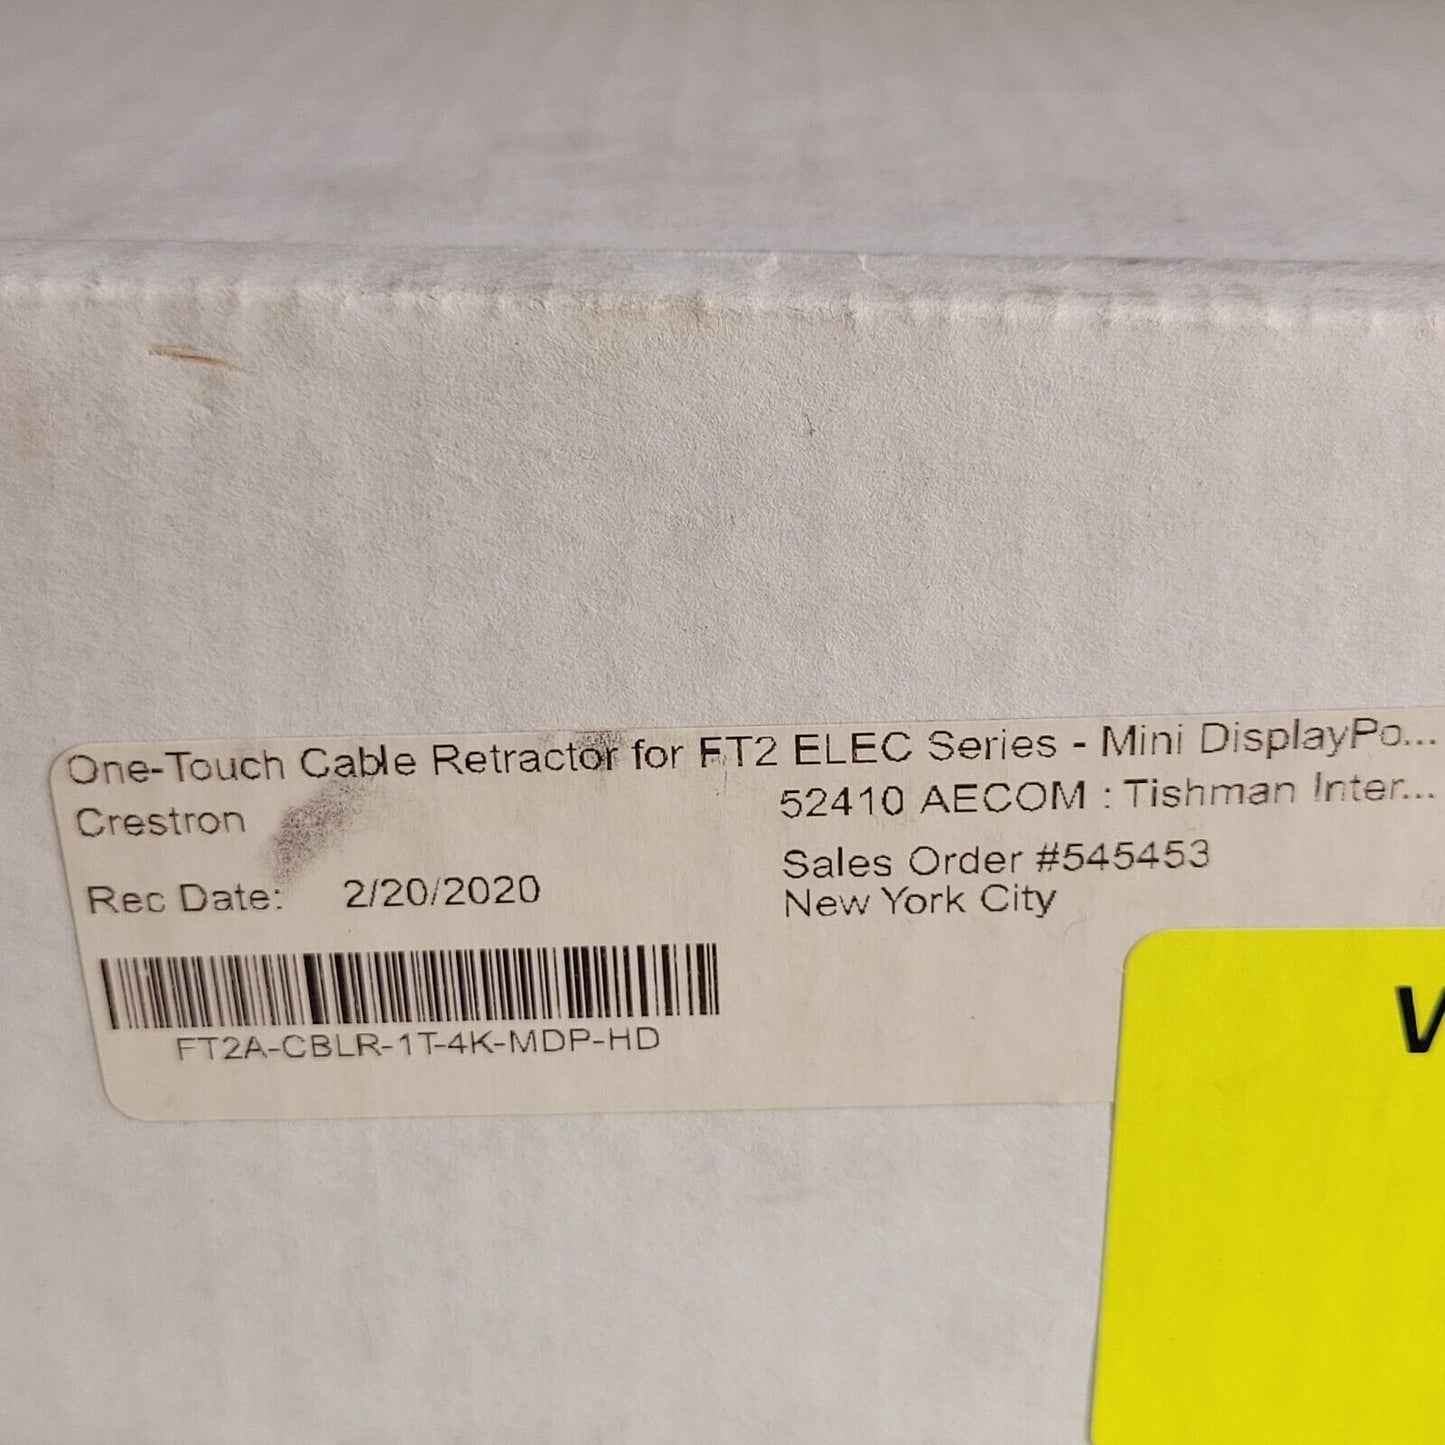 One-Touch Cable Retractor for FT2 ELEC Series - Mini DisplayPo...
Crestron
52410 AECOM : Tishman Inter...
Rec Date: 2/20/2020
Sales Order #545453
New York City
FT2A-CBLR-1T-4K-MDP-HD